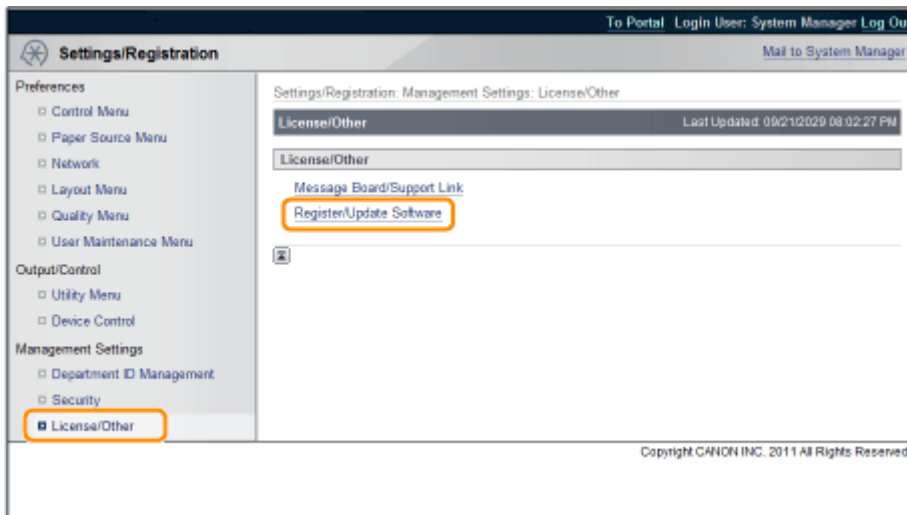 To Portal Login User: System Manager Log Ou
Settings/Registration
Mail to System Manager
Preferences
Control Menu
Paper Source Menu
Network
Layout Menu
Quality Menu
User Maintenance Menu
Output/Control
Utility Menu
Device Control
Management Settings
Department ID Management
Security
License/Other
Settings/Registration: Management Settings: License/Other
License/Other Last Updated: 09/21/2029 08:02:27 PM
License/Other
Message Board/Support Link
Register/Update Software
Copyright CANON INC. 2011 All Rights Reserved